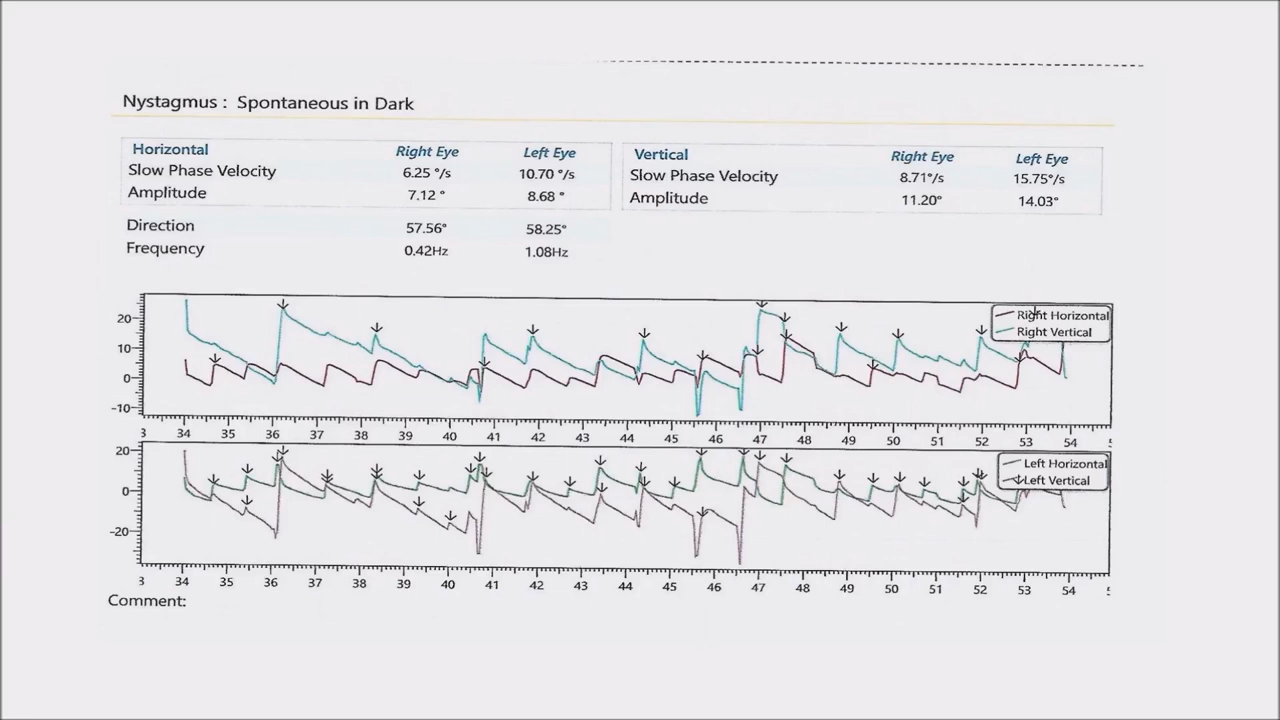 Nystagmus : Spontaneous in Dark
Horizontal Right Eye Left Eye
Slow Phase Velocity 6.25 °/s 10.70 °/s
Amplitude 7.12 ° 8.68 °
Vertical Right Eye Left Eye
Slow Phase Velocity 8.71°/s 15.75°/s
Amplitude 11.20° 14.03°
Direction 57.56° 58.25°
Frequency 0.42Hz 1.08Hz
Right Horizontal
Right Vertical
20
10
0
-10
3 34 35 36 37 38 39 40 41 42 43 44 45 46 47 48 49 50 51 52 53 54 5
Left Horizontal
Left Vertical
20
0
-20
3 34 35 36 37 38 39 40 41 42 43 44 45 46 47 48 49 50 51 52 53 54
Comment: